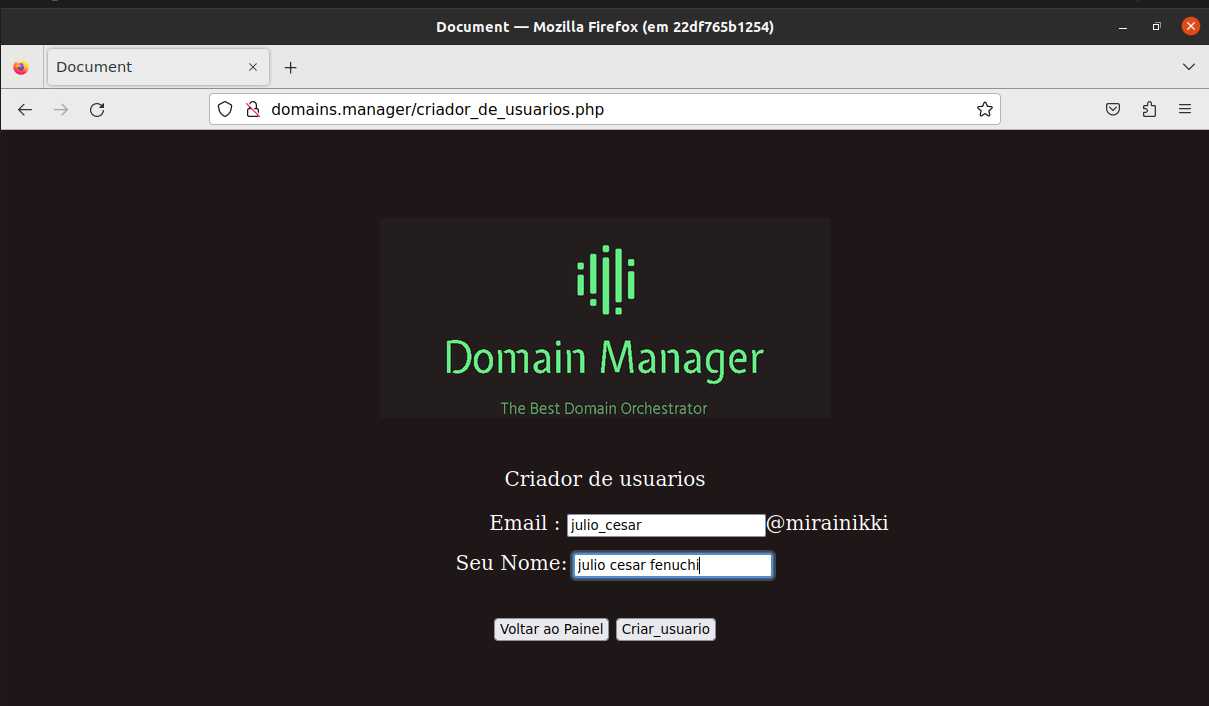 Document — Mozilla Firefox (em 22df765b1254)
Document
domains.manager/criador_de_usuarios.php
Domain Manager
The Best Domain Orchestrator
Criador de usuarios
Email : julio_cesar@mirainikki
Seu Nome: julio cesar fenuchi
Voltar ao Painel Criar_usuario